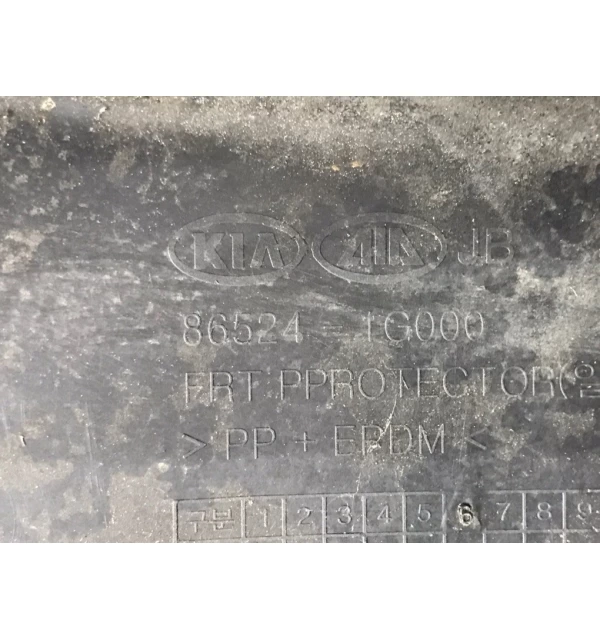 KIA KIA JB
86524-1G000
FRT PPROTECTOR(
> PP + EPDM <
구분 1 2 3 4 5 6 7 8 9